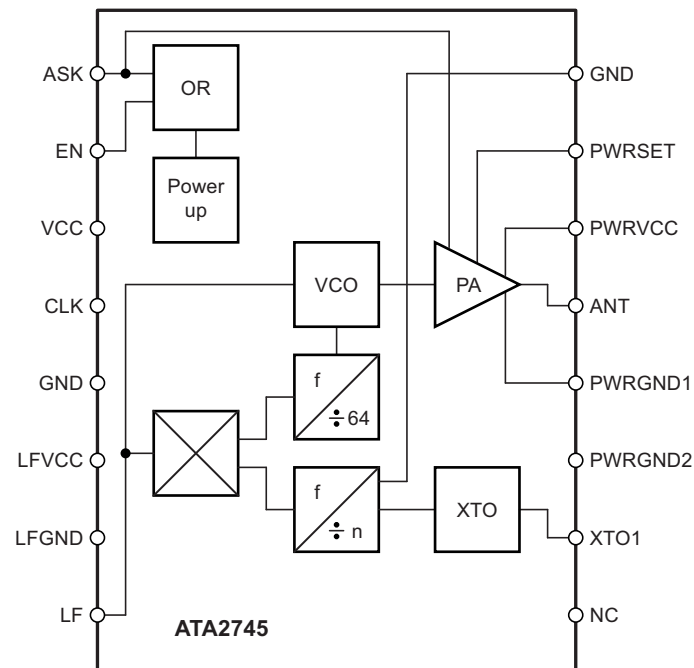 ASK
EN
VCC
CLK
GND
LFVCC
LFGND
LF
OR
Power
up
VCO
PA
f
÷ 64
f
÷ n
XTO
ATA2745
GND
PWRSET
PWRVCC
ANT
PWRGND1
PWRGND2
XTO1
NC